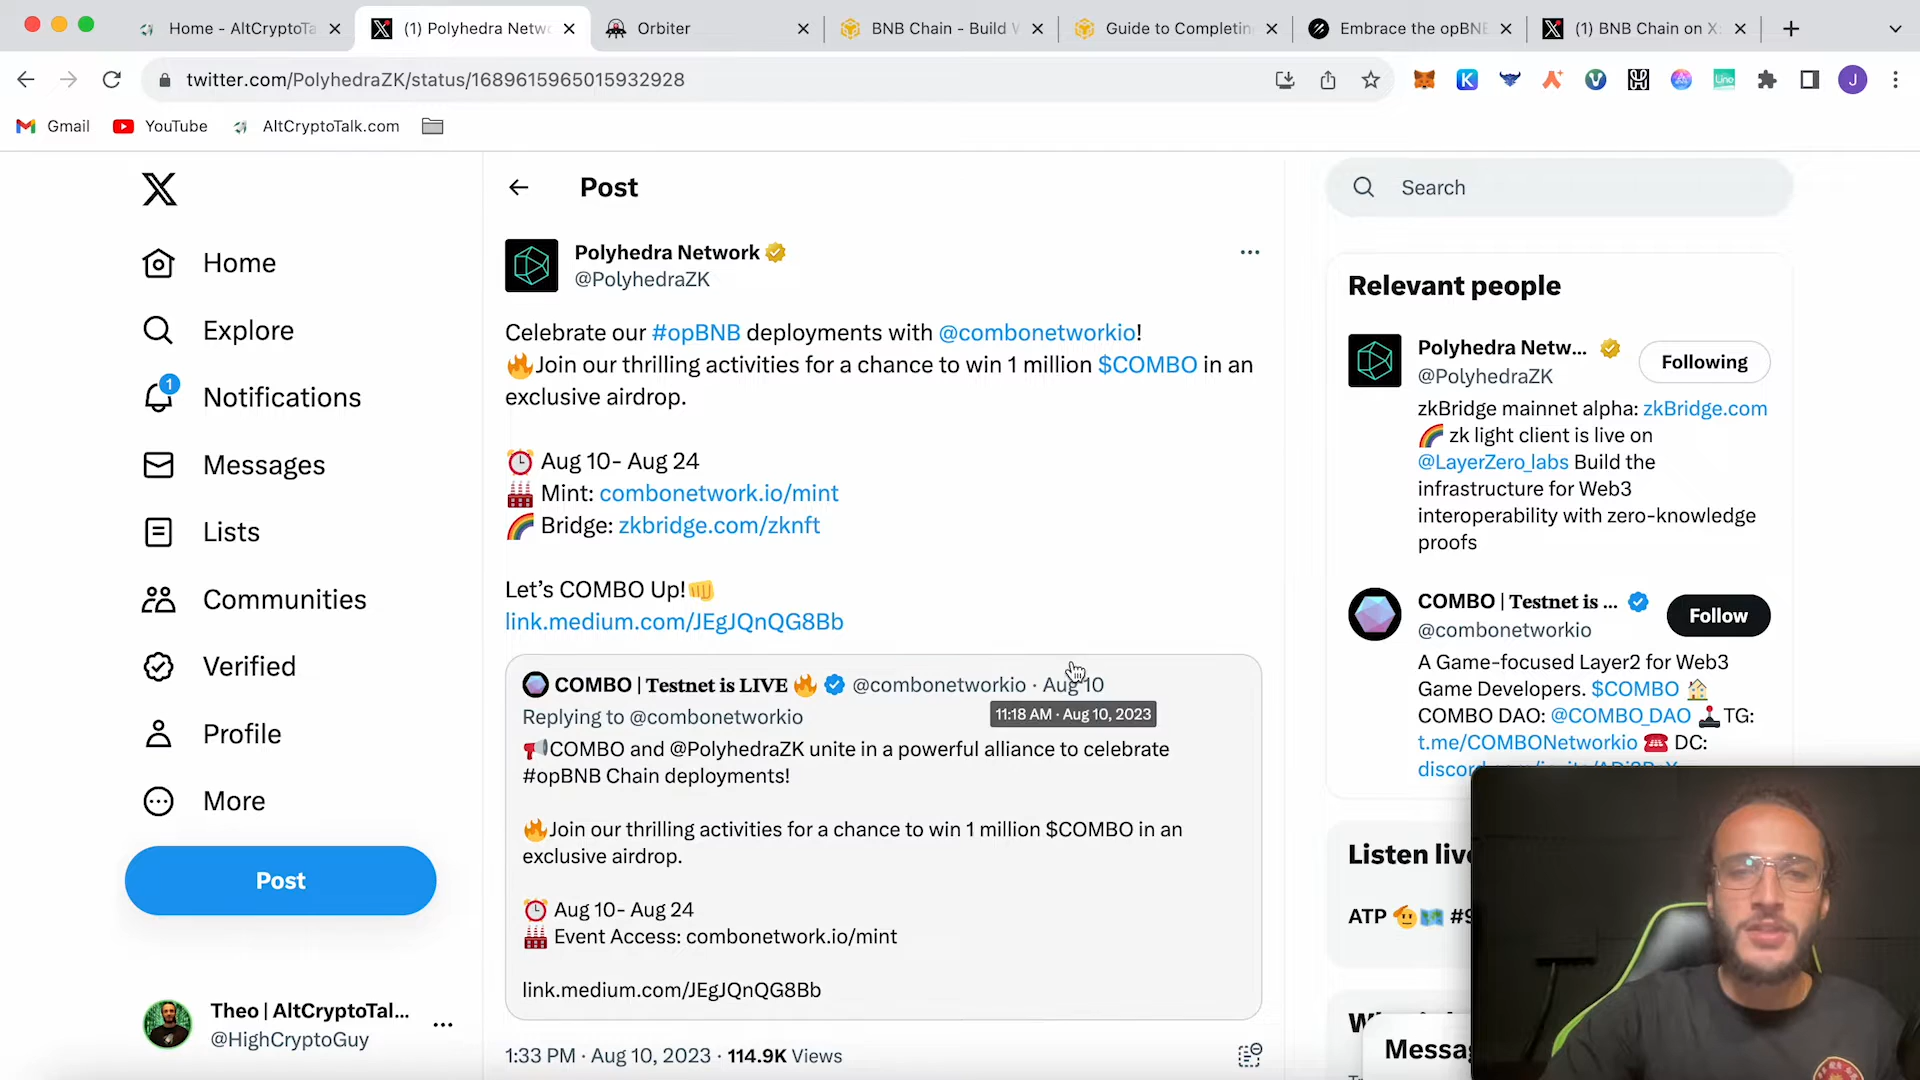 Home - AltCryptoTa
(1) Polyhedra Netwo
Orbiter
BNB Chain - Build
Guide to Completin
Embrace the opBNB
(1) BNB Chain on X:
twitter.com/PolyhedraZK/status/1689615965015932928
J
Gmail
YouTube
AltCryptoTalk.com
Home
Explore
1
Notifications
Messages
Lists
Communities
Verified
Profile
More
Post
Theo | AltCryptoTal...
@HighCryptoGuy
Post
Polyhedra Network
@PolyhedraZK
Celebrate our #opBNB deployments with @combonetworkio!
🔥Join our thrilling activities for a chance to win 1 million $COMBO in an
exclusive airdrop.
⏰ Aug 10- Aug 24
🏭 Mint: combonetwork.io/mint
🌈 Bridge: zkbridge.com/zknft
Let’s COMBO Up!👊
link.medium.com/JEgJQnQG8Bb
COMBO | Testnet is LIVE 🔥 @combonetworkio · Aug 10
11:18 AM · Aug 10, 2023
Replying to @combonetworkio
📢COMBO and @PolyhedraZK unite in a powerful alliance to celebrate
#opBNB Chain deployments!
🔥Join our thrilling activities for a chance to win 1 million $COMBO in an
exclusive airdrop.
⏰ Aug 10- Aug 24
🏭 Event Access: combonetwork.io/mint
link.medium.com/JEgJQnQG8Bb
1:33 PM · Aug 10, 2023 · 114.9K Views
Search
Relevant people
Polyhedra Netw...
Following
@PolyhedraZK
zkBridge mainnet alpha: zkBridge.com
🌈 zk light client is live on
@LayerZero_labs Build the
infrastructure for Web3
interoperability with zero-knowledge
proofs
COMBO | Testnet is ...
Follow
@combonetworkio
A Game-focused Layer2 for Web3
Game Developers. $COMBO 🏠
COMBO DAO: @COMBO_DAO 🕹️TG:
t.me/COMBONetworkio ☎️ DC:
Listen live
ATP
Messa